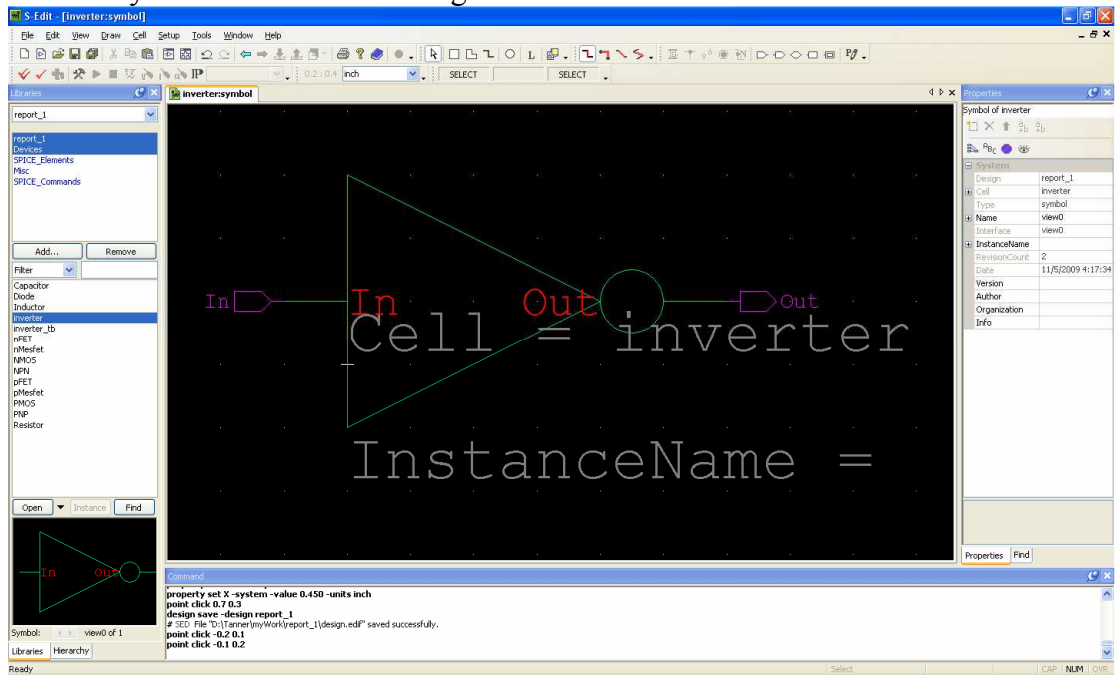 S-Edit - [inverter:symbol]
File Edit View Draw Cell Setup Tools Window Help
0.2 : 0.4 inch SELECT SELECT
Libraries
inverter:symbol
Properties
report_1
Symbol of inverter
report_1
Devices
SPICE_Elements
Misc
SPICE_Commands
System
Design report_1
Cell inverter
Type symbol
Name view0
Interface view0
InstanceName
RevisionCount 2
Date 11/5/2009 4:17:34
Version
Author
Organization
Info
Add... Remove
Filter
Capacitor
Diode
Inductor
inverter
inverter_tb
nFET
nMesfet
NMOS
NPN
pFET
pMesfet
PMOS
PNP
Resistor
In In Out Out
Cell = inverter
InstanceName =
Open Instance Find
In Out
Symbol: view0 of 1
Libraries Hierarchy
Properties Find
Command
property set X -system -value 0.450 -units inch
point click 0.7 0.3
design save -design report_1
# SED File "D:\Tanner\myWork\report_1\design.edif" saved successfully.
point click -0.2 0.1
point click -0.1 0.2
Ready Select CAP NUM OVR